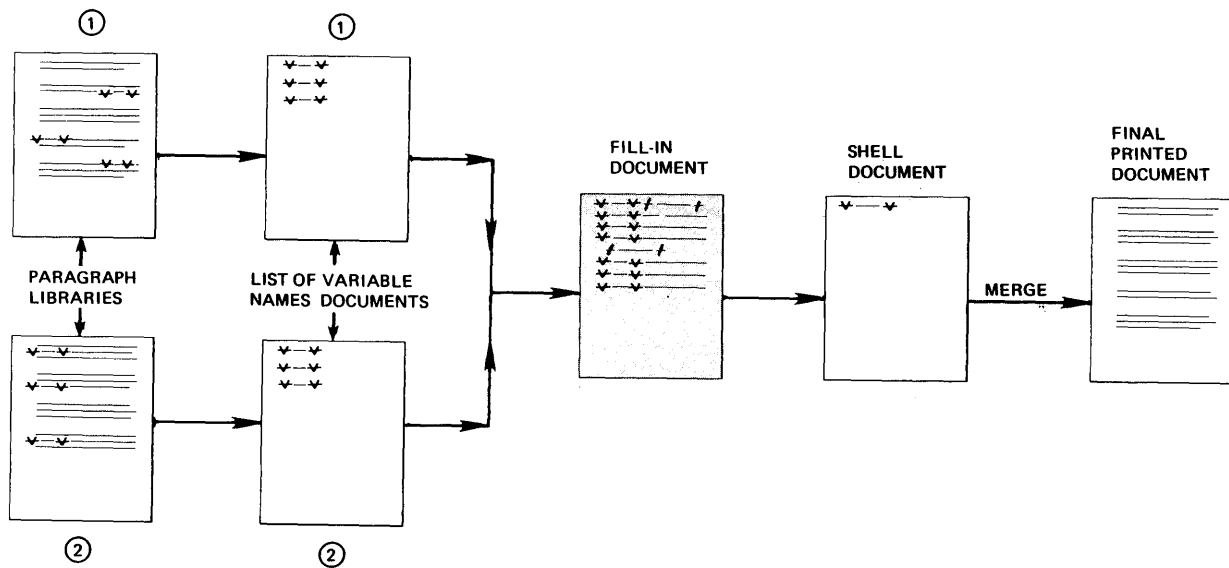 ①
①
PARAGRAPH
LIBRARIES
LIST OF VARIABLE
NAMES DOCUMENTS
FILL-IN
DOCUMENT
SHELL
DOCUMENT
MERGE
FINAL
PRINTED
DOCUMENT
②
②